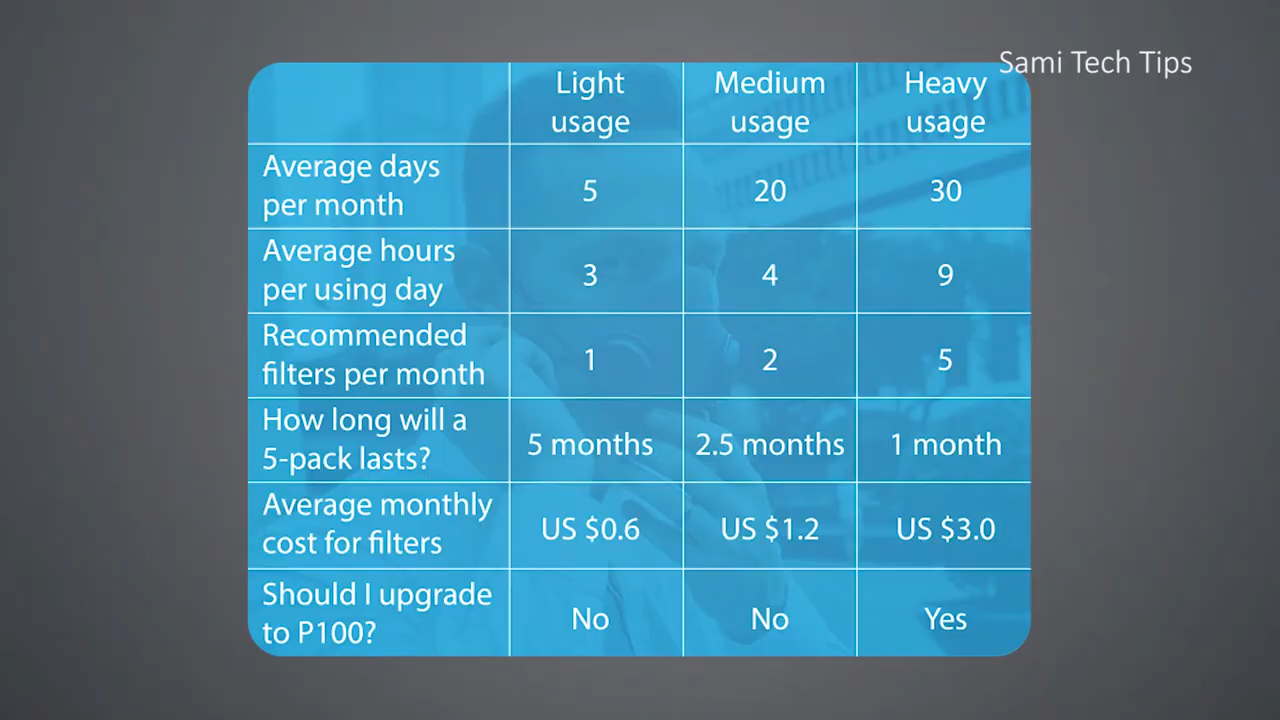 Sami Tech Tips
Light
usage
Medium
usage
Heavy
usage
Average days
per month
5
20
30
Average hours
per using day
3
4
9
Recommended
filters per month
1
2
5
How long will a
5-pack lasts?
5 months
2.5 months
1 month
Average monthly
cost for filters
US $0.6
US $1.2
US $3.0
Should I upgrade
to P100?
No
No
Yes